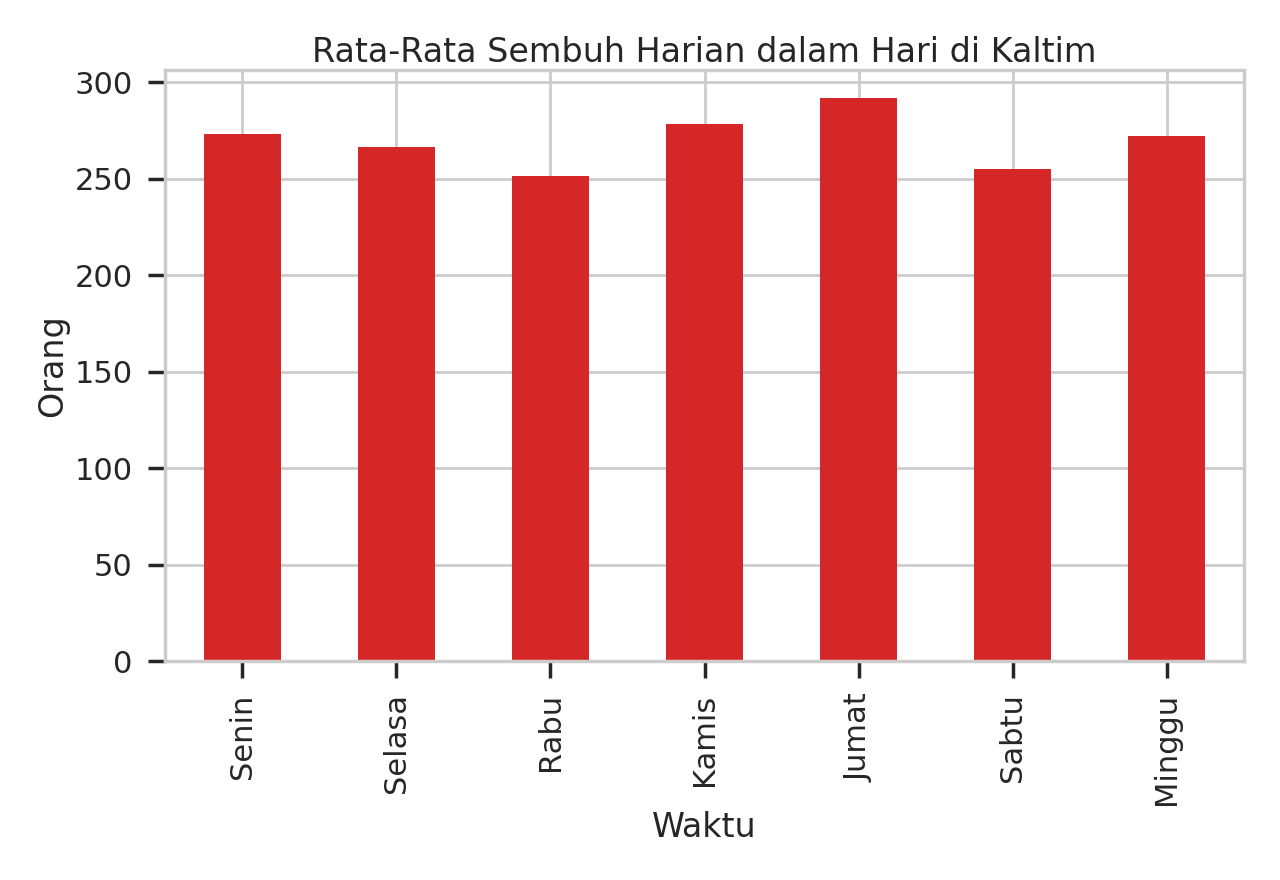 Rata-Rata Sembuh Harian dalam Hari di Kaltim
300
250
200
150
100
50
0
Orang
Senin
Selasa
Rabu
Kamis
Jumat
Sabtu
Minggu
Waktu